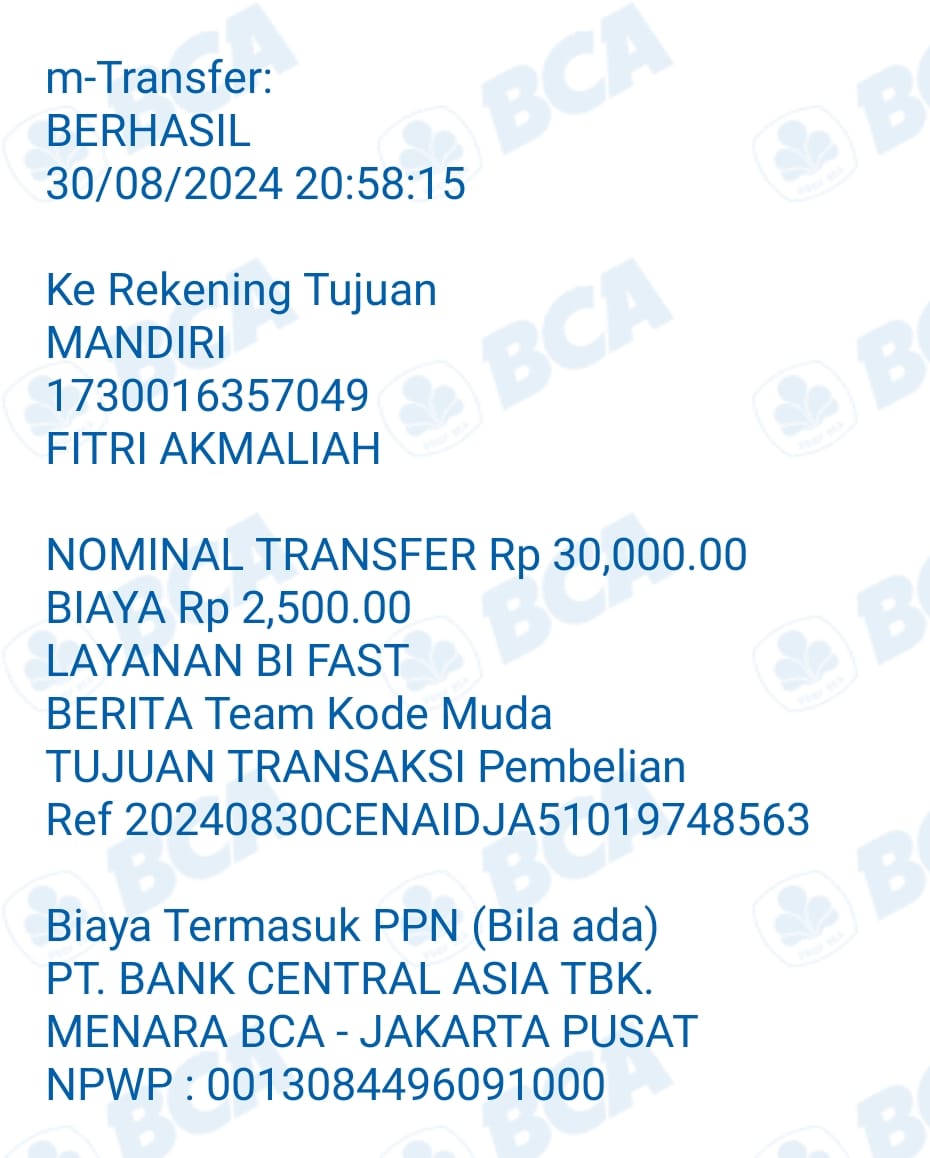 m-Transfer:
BERHASIL
30/08/2024 20:58:15
Ke Rekening Tujuan
MANDIRI
1730016357049
FITRI AKMALIAH
NOMINAL TRANSFER Rp 30,000.00
BIAYA Rp 2,500.00
LAYANAN BI FAST
BERITA Team Kode Muda
TUJUAN TRANSAKSI Pembelian
Ref 20240830CENAIDJA51019748563
Biaya Termasuk PPN (Bila ada)
PT. BANK CENTRAL ASIA TBK.
MENARA BCA - JAKARTA PUSAT
NPWP : 0013084496091000
BCA